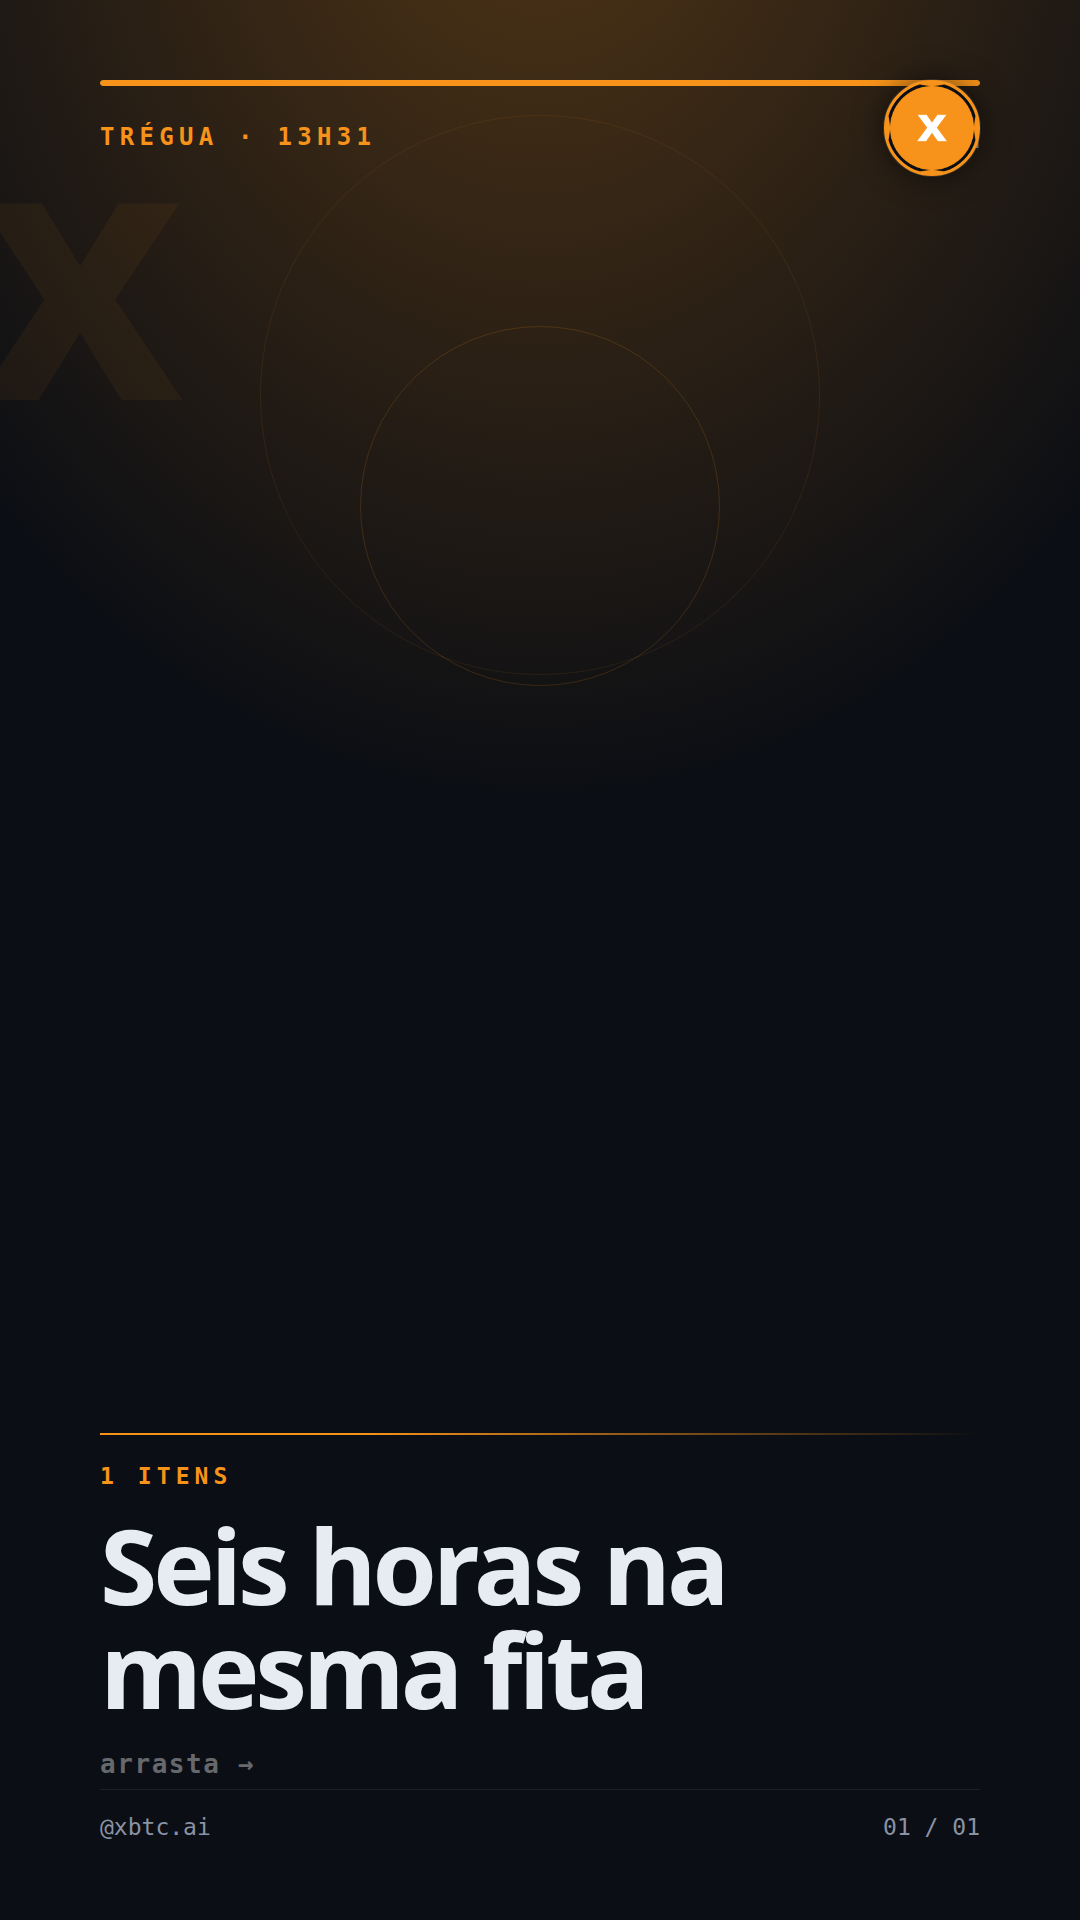 TRÉGUA · 13H31
x
x
1 ITENS
Seis horas na
mesma fita
arrasta →
@xbtc.ai
01 / 01